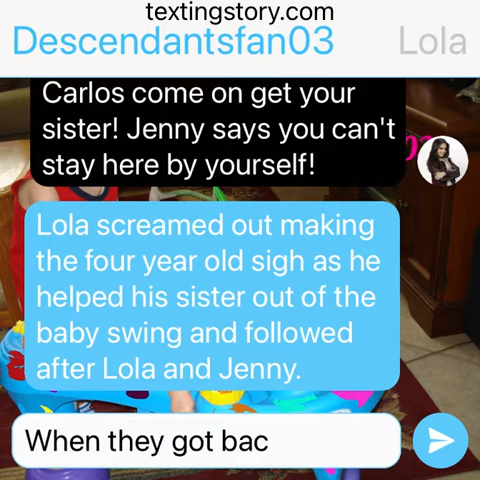 textingstory.com
Descendantsfan03 Lola
Carlos come on get your
sister! Jenny says you can't
stay here by yourself!
Lola screamed out making
the four year old sigh as he
helped his sister out of the
baby swing and followed
after Lola and Jenny.
When they got bac